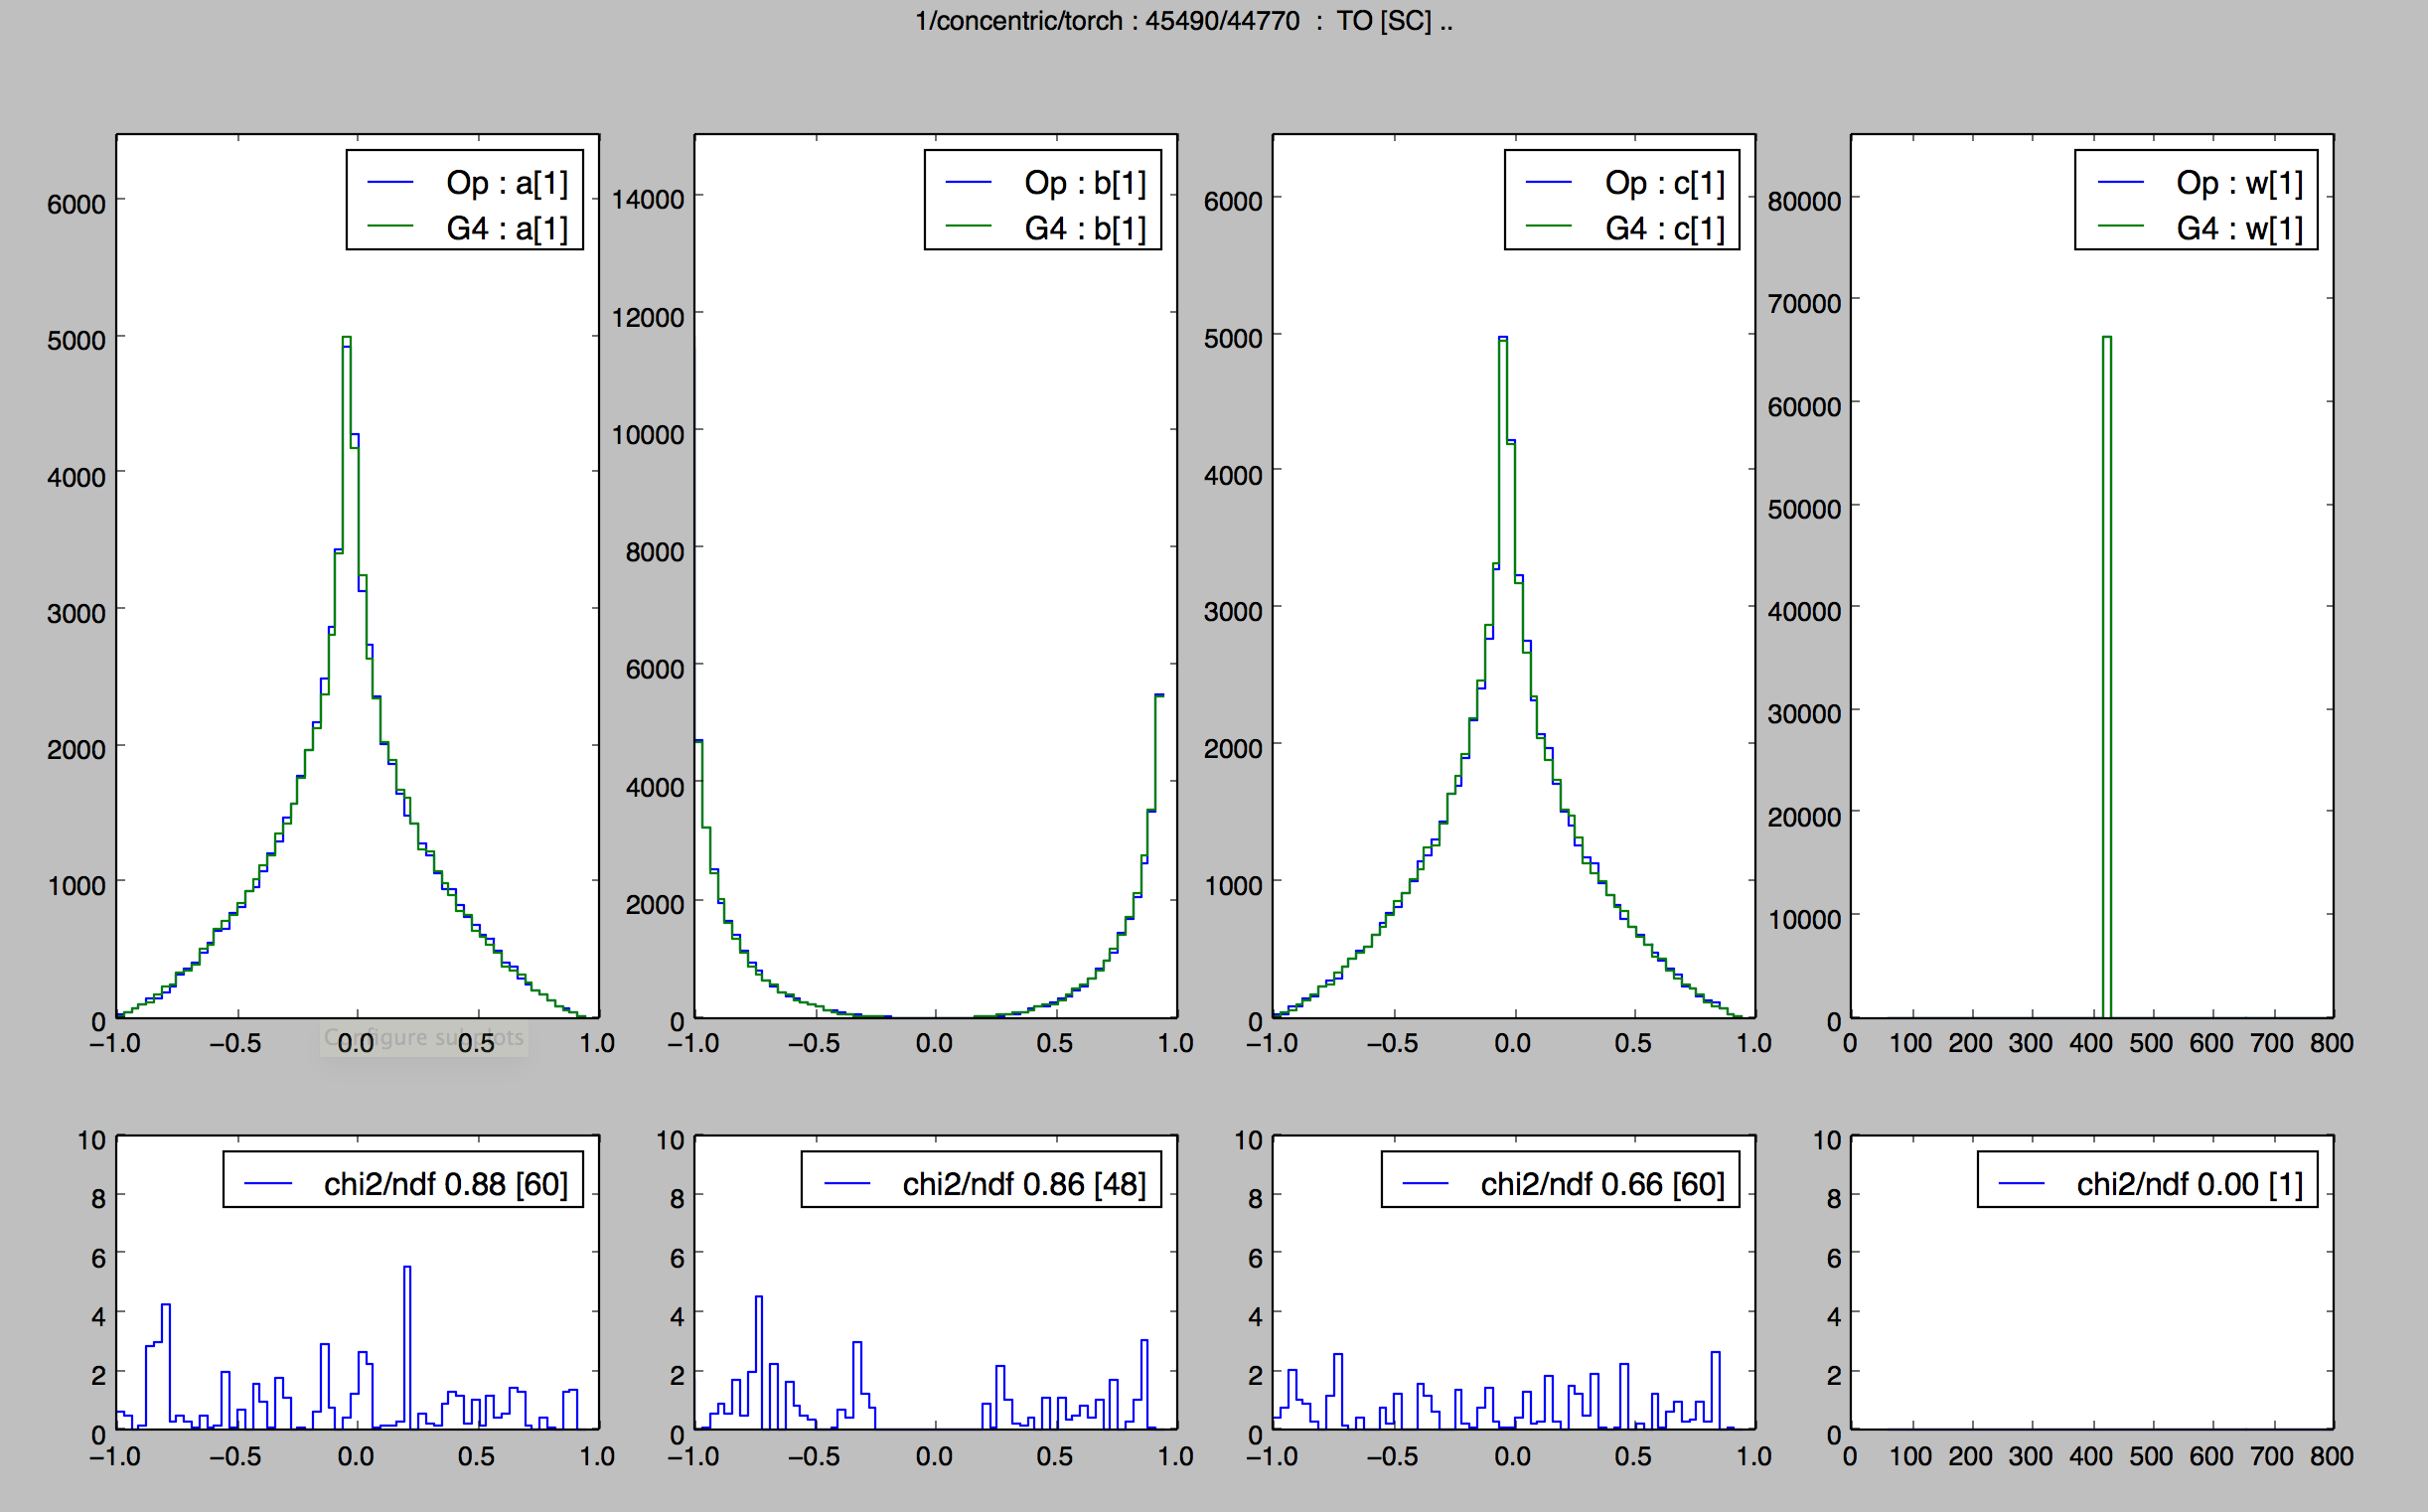 1/concentric/torch : 45490/44770 : TO [SC] ..
Op : a[1]
G4 : a[1]
6000
5000
4000
3000
2000
1000
0
−1.0 −0.5 0.0 0.5 1.0
Configure subplots
Op : b[1]
G4 : b[1]
14000
12000
10000
8000
6000
4000
2000
0
−1.0 −0.5 0.0 0.5 1.0
Op : c[1]
G4 : c[1]
6000
5000
4000
3000
2000
1000
0
−1.0 −0.5 0.0 0.5 1.0
Op : w[1]
G4 : w[1]
80000
70000
60000
50000
40000
30000
20000
10000
0
0 100 200 300 400 500 600 700 800
chi2/ndf 0.88 [60]
10
8
6
4
2
0
−1.0 −0.5 0.0 0.5 1.0
chi2/ndf 0.86 [48]
10
8
6
4
2
0
−1.0 −0.5 0.0 0.5 1.0
chi2/ndf 0.66 [60]
10
8
6
4
2
0
−1.0 −0.5 0.0 0.5 1.0
chi2/ndf 0.00 [1]
10
8
6
4
2
0
0 100 200 300 400 500 600 700 800